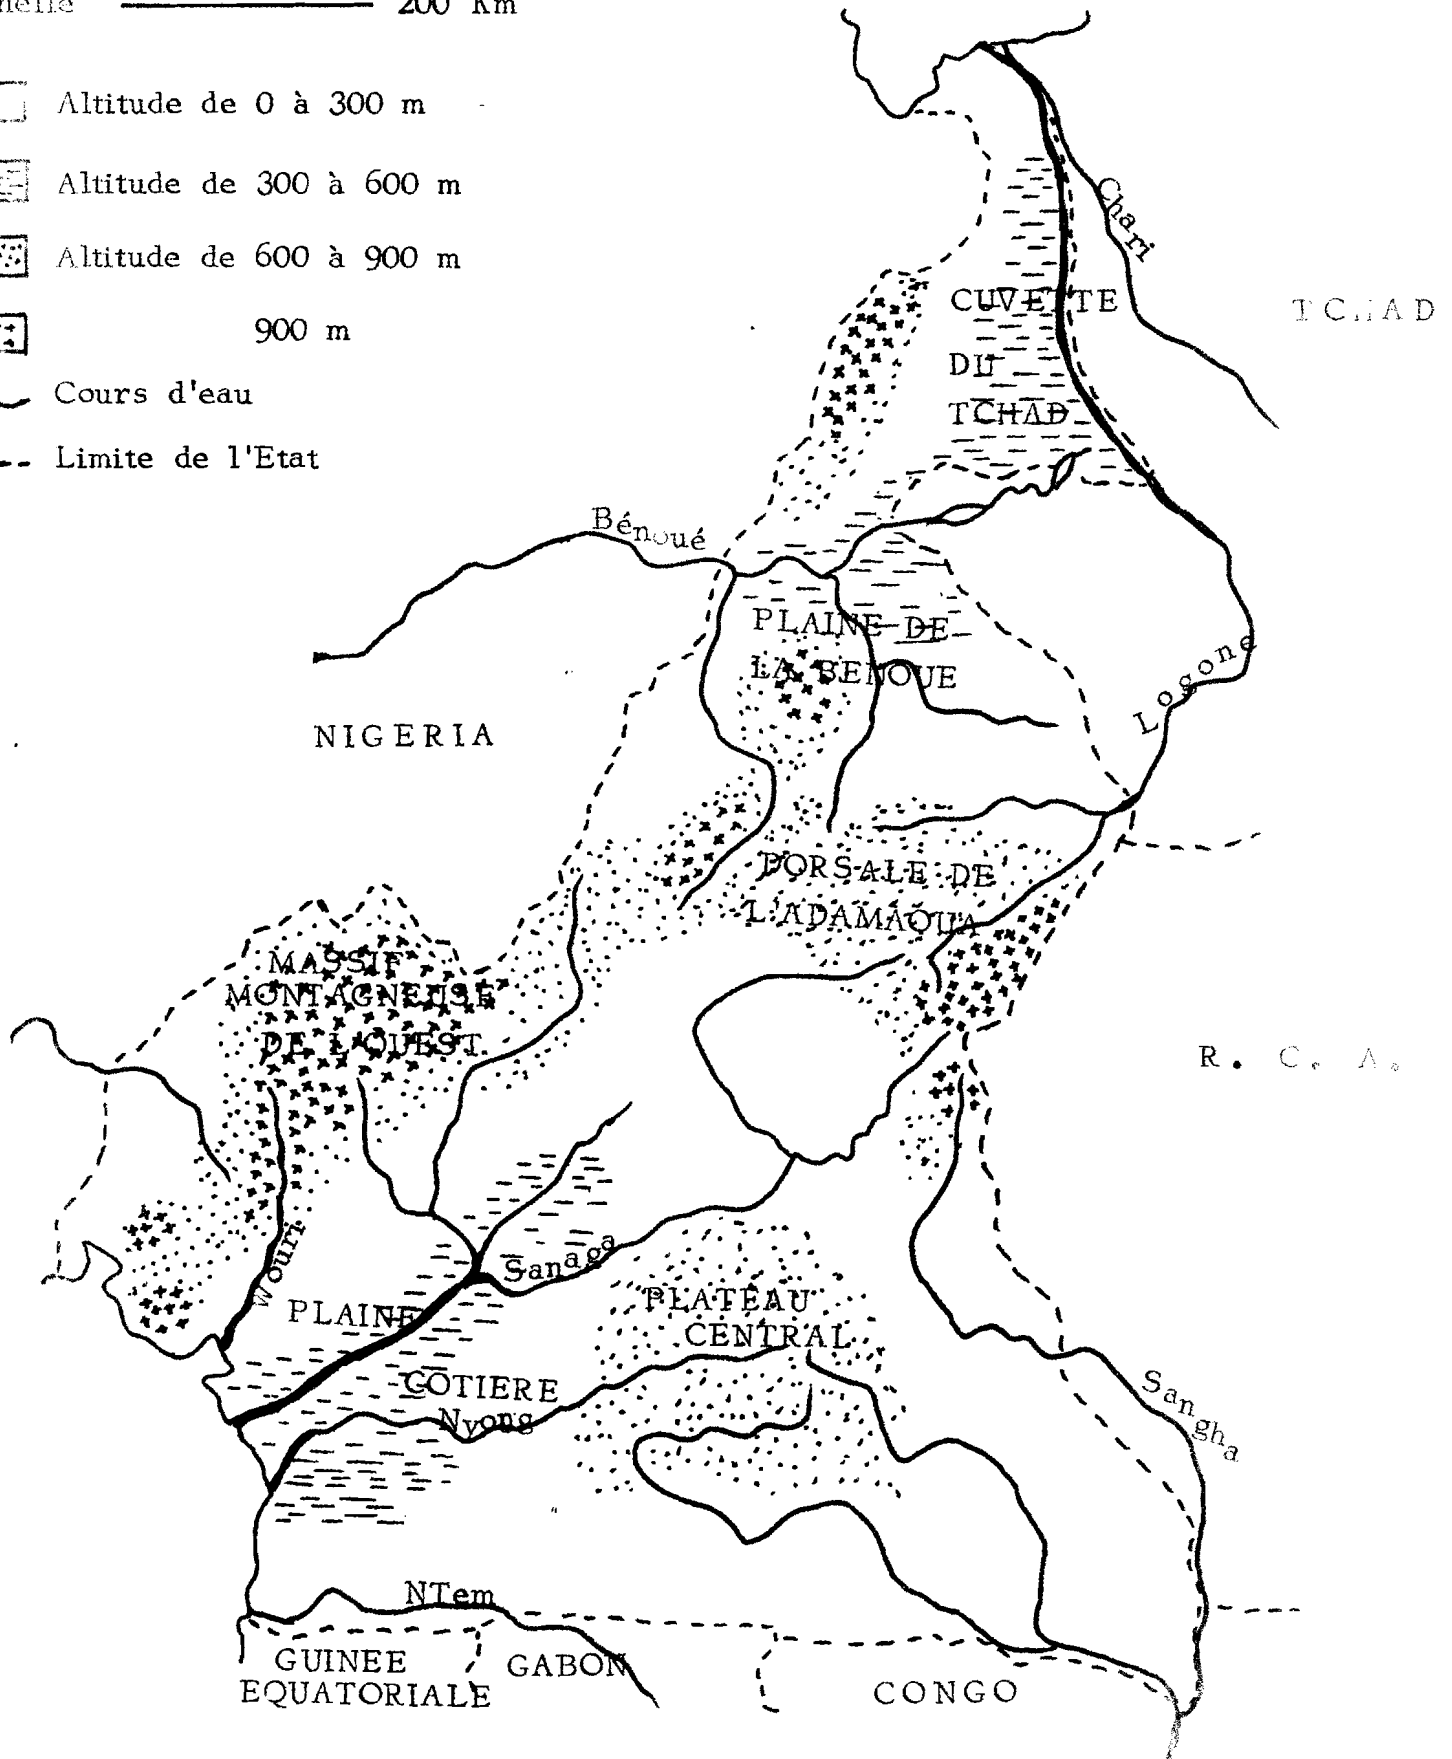 200 Km
Altitude de 0 à 300 m
Altitude de 300 à 600 m
Altitude de 600 à 900 m
900 m
Cours d'eau
Limite de l'Etat
Chari
TCHAD
CUVETTE
DU
TCHAD
Bénoué
PLAINE DE
LA BENOUE
Logone
NIGERIA
DORSALE DE
L'ADAMAOUA
MASSIF
MONTAGNEUSE
DE L'OUEST
R. C. A.
Wouri
Sanaga
PLAINE
COTIERE
PLATEAU
CENTRAL
Nyong
Sangha
NTem
GUINEE
EQUATORIALE
GABON
CONGO